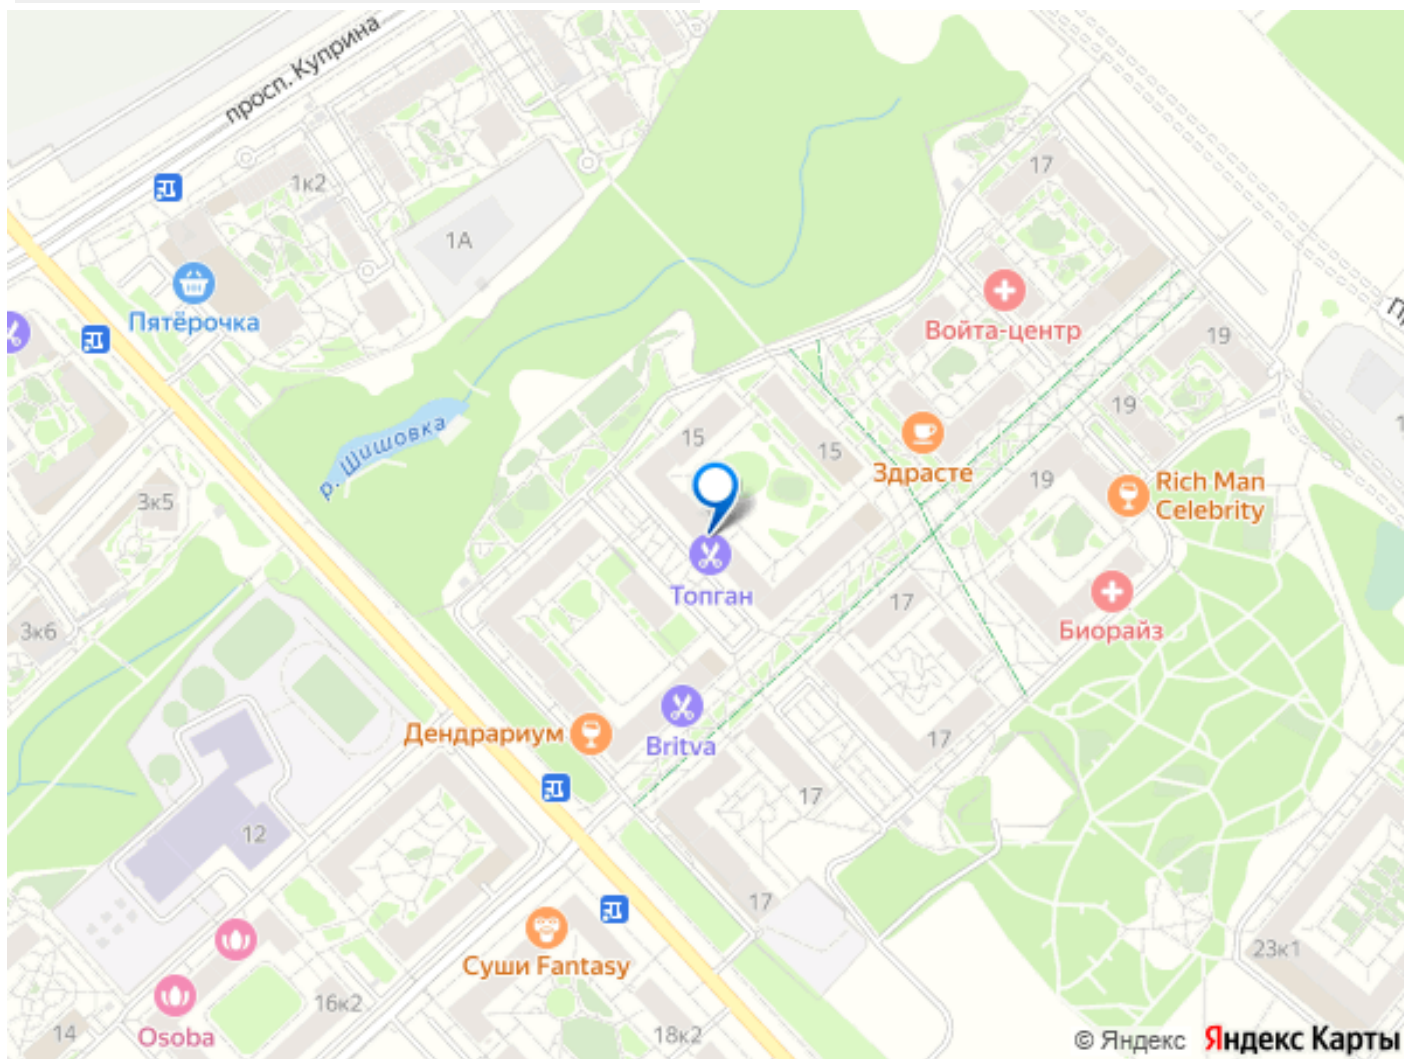 просп. Куприна
1к2
17
1А
Войта-центр
Пятёрочка
19
19
15
15
р. Шишовка
Здрасте
19
Rich Man
Celebrity
3к5
Топган
17
Биорайз
3к6
Дендрариум
Britva
17
17
12
17
Суши Fantasy
23к1
16к2
Osoba
14
18к2
© Яндекс Яндекс Карты